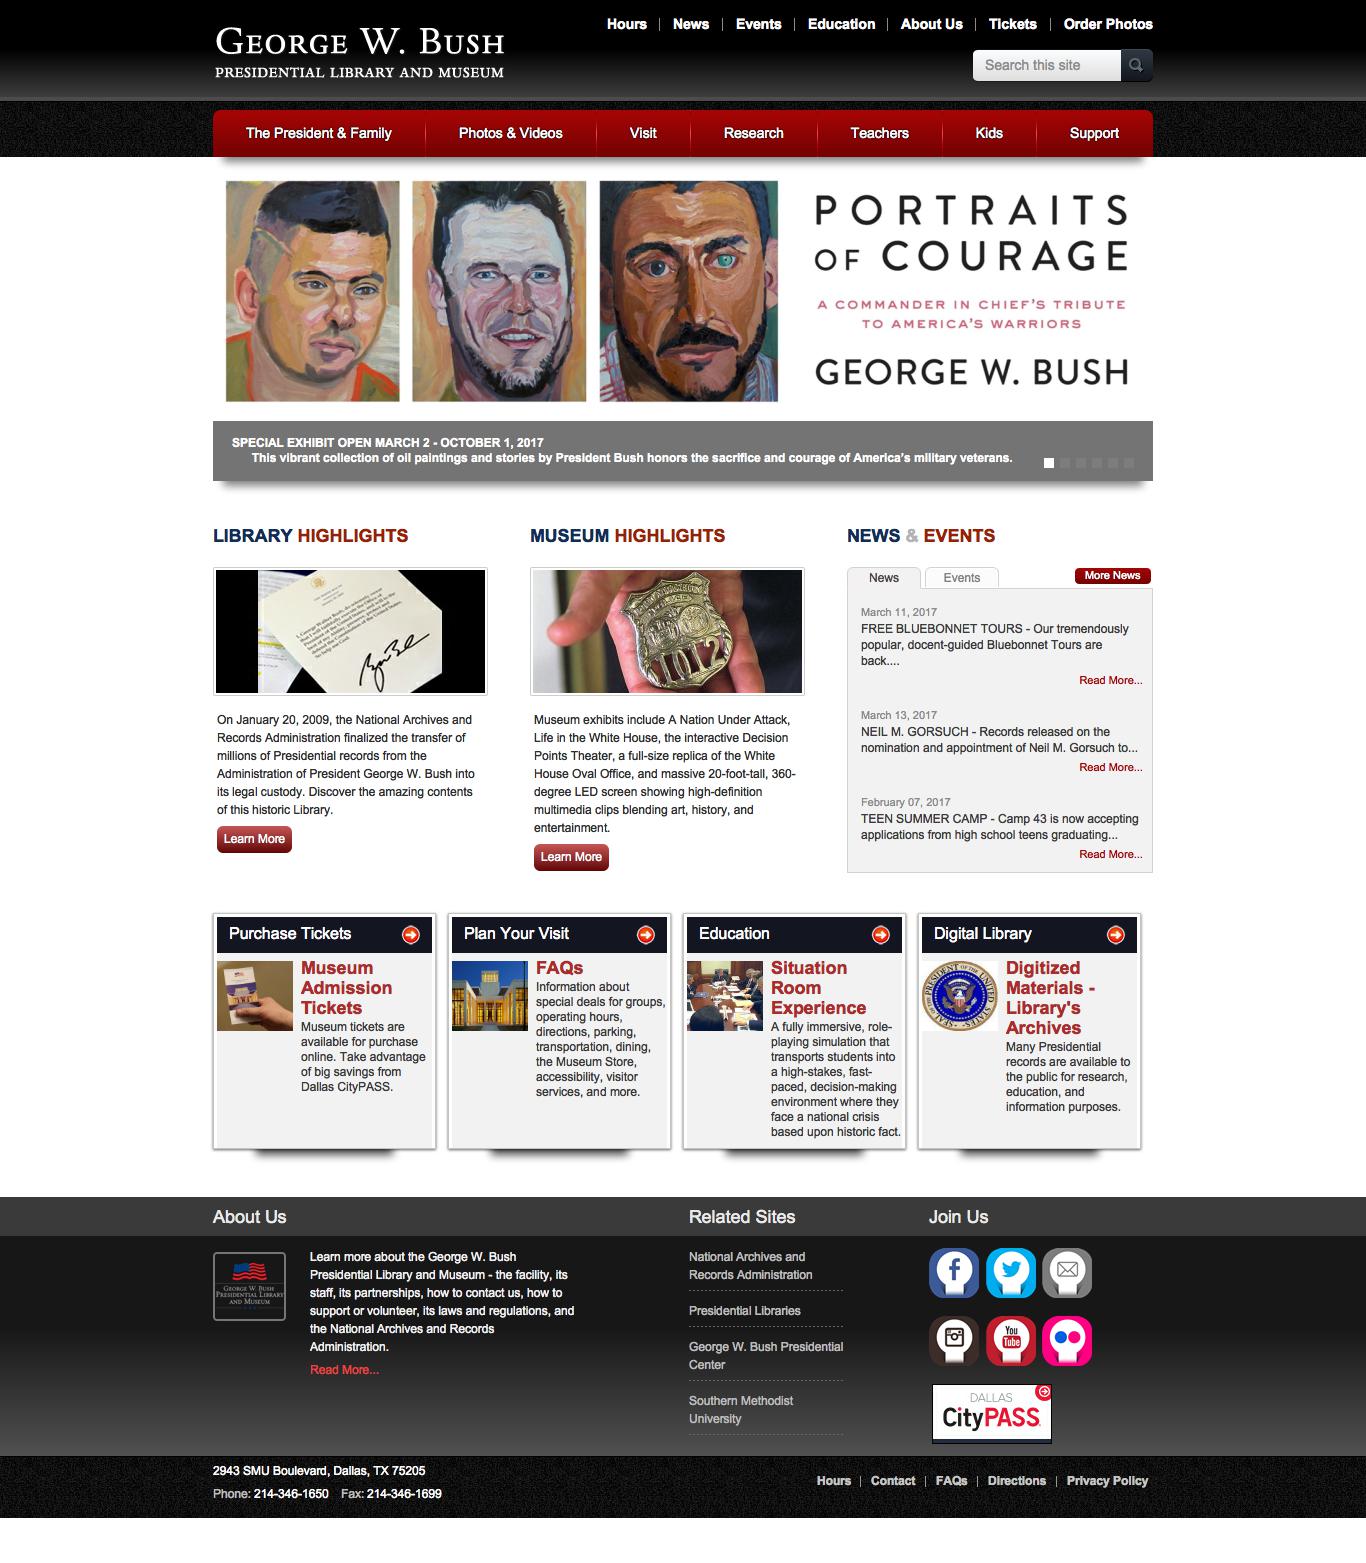 GEORGE W. BUSH
PRESIDENTIAL LIBRARY AND MUSEUM
Hours
News
Events
Education
About Us
Tickets
Order Photos
Search this site
The President & Family
Photos & Videos
Visit
Research
Teachers
Kids
Support
PORTRAITS
OF COURAGE
A COMMANDER IN CHIEF'S TRIBUTE
TO AMERICA'S WARRIORS
GEORGE W. BUSH
SPECIAL EXHIBIT OPEN MARCH 2 - OCTOBER 1, 2017
This vibrant collection of oil paintings and stories by President Bush honors the sacrifice and courage of America's military veterans.
LIBRARY HIGHLIGHTS
On January 20, 2009, the National Archives and
Records Administration finalized the transfer of
millions of Presidential records from the
Administration of President George W. Bush into
its legal custody. Discover the amazing contents
of this historic Library.
Learn More
MUSEUM HIGHLIGHTS
1012
Museum exhibits include A Nation Under Attack,
Life in the White House, the interactive Decision
Points Theater, a full-size replica of the White
House Oval Office, and massive 20-foot-tall, 360-
degree LED screen showing high-definition
multimedia clips blending art, history, and
entertainment.
Learn More
NEWS & EVENTS
News
Events
More News
March 11, 2017
FREE BLUEBONNET TOURS - Our tremendously
popular, docent-guided Bluebonnet Tours are
back....
Read More...
March 13, 2017
NEIL M. GORSUCH - Records released on the
nomination and appointment of Neil M. Gorsuch to...
Read More...
February 07, 2017
TEEN SUMMER CAMP - Camp 43 is now accepting
applications from high school teens graduating...
Read More...
Purchase Tickets
Museum
Admission
Tickets
Museum tickets are
available for purchase
online. Take advantage
of big savings from
Dallas CityPASS.
Plan Your Visit
FAQs
Information about
special deals for groups,
operating hours,
directions, parking,
transportation, dining,
the Museum Store,
accessibility, visitor
services, and more.
Education
Situation
Room
Experience
A fully immersive, role-
playing simulation that
transports students into
a high-stakes, fast-
paced, decision-making
environment where they
face a national crisis
based upon historic fact.
Digital Library
SEAL OF THE PRESIDENT OF THE UNITED STATES
Digitized
Materials -
Library's
Archives
Many Presidential
records are available to
the public for research,
education, and
information purposes.
About Us
GEORGE W. BUSH
PRESIDENTIAL LIBRARY
AND MUSEUM
Learn more about the George W. Bush
Presidential Library and Museum - the facility, its
staff, its partnerships, how to contact us, how to
support or volunteer, its laws and regulations, and
the National Archives and Records
Administration.
Read More...
Related Sites
National Archives and
Records Administration
Presidential Libraries
George W. Bush Presidential
Center
Southern Methodist
University
Join Us
You
Tube
DALLAS
CityPASS
2943 SMU Boulevard, Dallas, TX 75205
Phone: 214-346-1650 Fax: 214-346-1699
Hours
Contact
FAQs
Directions
Privacy Policy